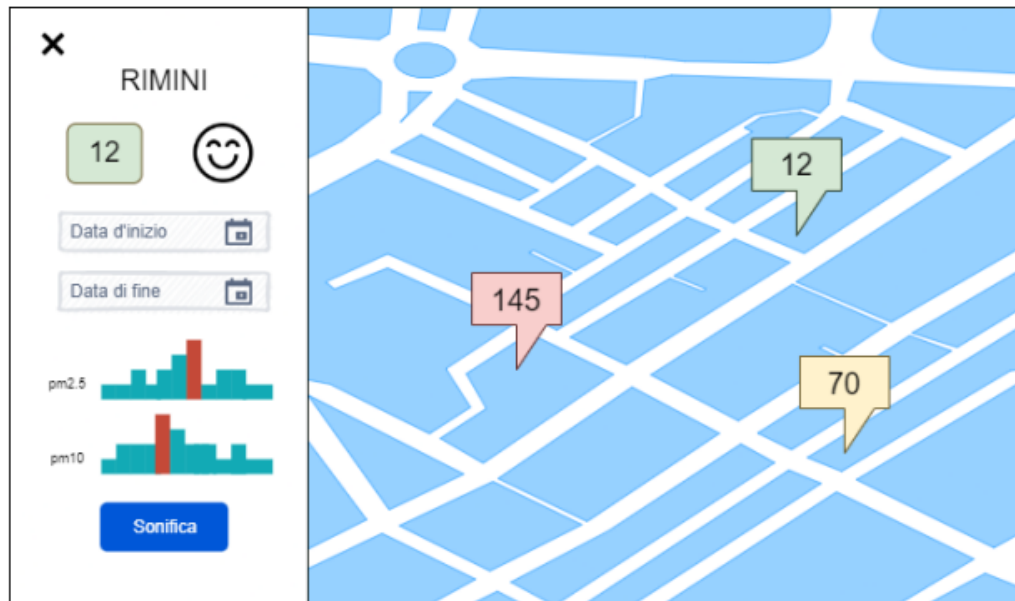 RIMINI
12
Data d'inizio
Data di fine
pm2.5
pm10
Sonifica
12
145
70